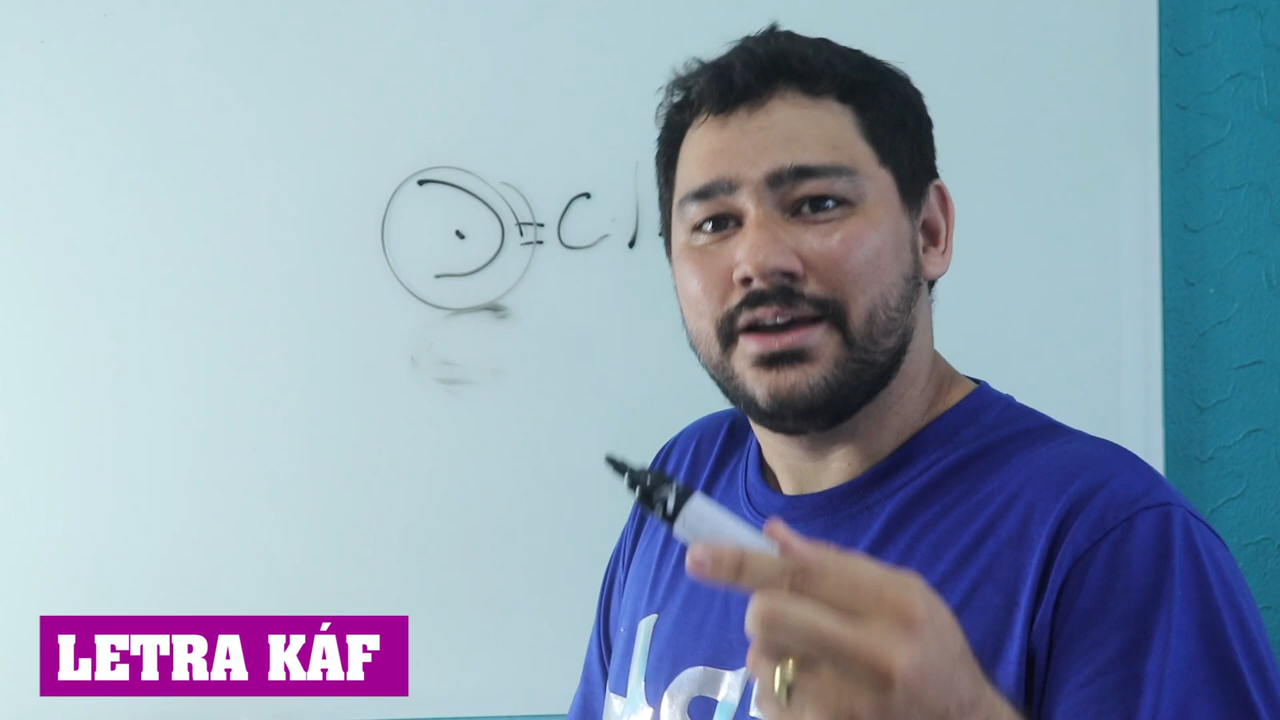 כּ = C /
LETRA KÁF